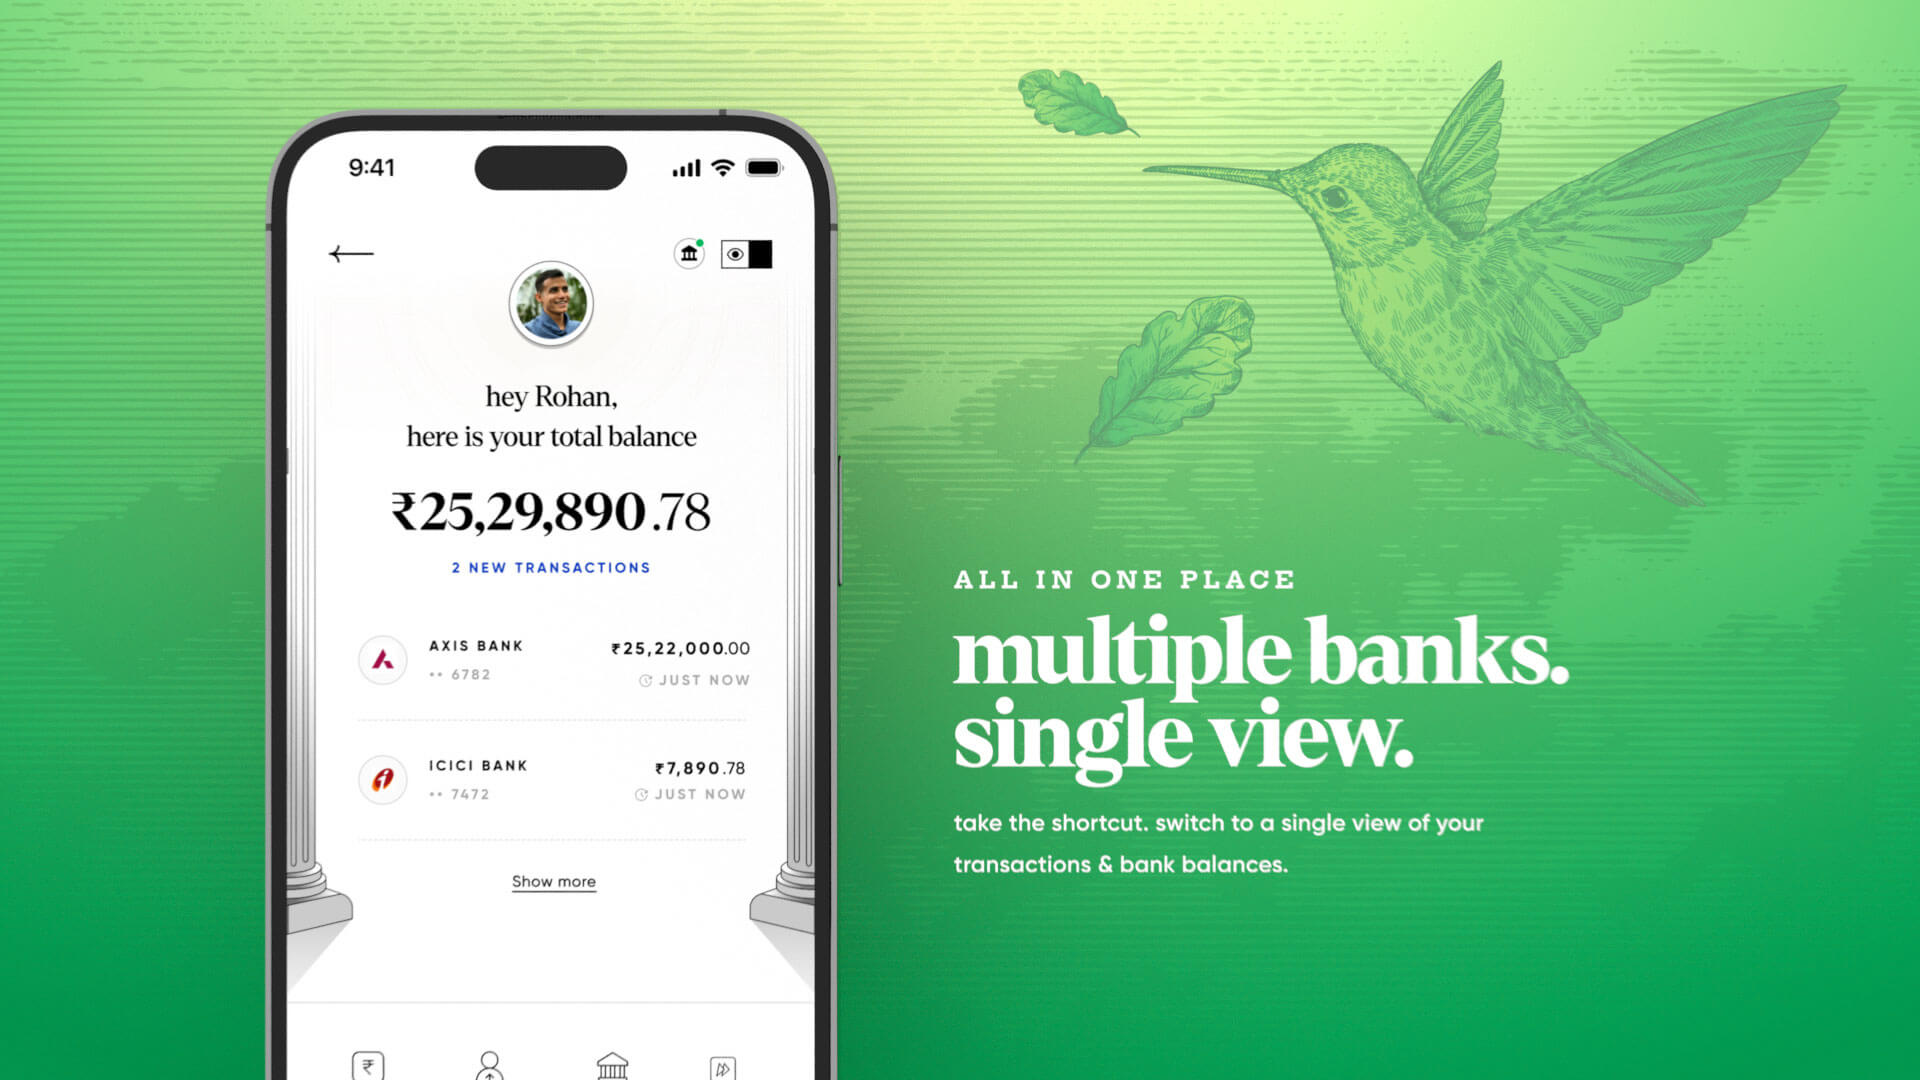 9:41
hey Rohan,
here is your total balance
₹25,29,890.78
2 NEW TRANSACTIONS
AXIS BANK
₹25,22,000.00
•• 6782
JUST NOW
ICICI BANK
₹7,890.78
•• 7472
JUST NOW
Show more
₹
ALL IN ONE PLACE
multiple banks.
single view.
take the shortcut. switch to a single view of your
transactions & bank balances.